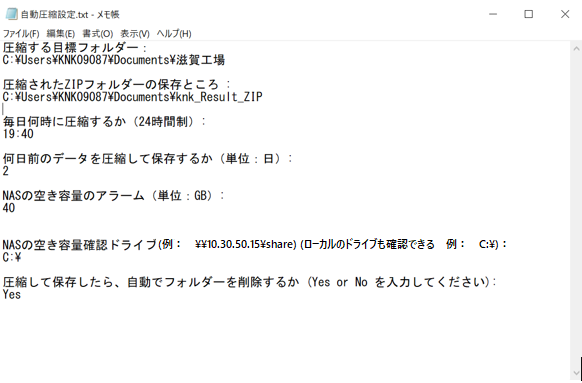 自動圧縮設定.txt - メモ帳
ファイル(F) 編集(E) 書式(O) 表示(V) ヘルプ(H)
圧縮する目標フォルダー：
C:¥Users¥KNK09087¥Documents¥滋賀工場
圧縮されたZIPフォルダーの保存ところ：
C:¥Users¥KNK09087¥Documents¥knk_Result_ZIP
毎日何時に圧縮するか（24時間制）:
19:40
何日前のデータを圧縮して保存するか（単位：日）:
2
NASの空き容量のアラーム（単位：GB）:
40
NASの空き容量確認ドライブ(例： ¥¥10.30.50.15¥share) (ローカルのドライブも確認できる 例： C:¥)：
C:¥
圧縮して保存したら、自動でフォルダーを削除するか（Yes or No を入力してください）:
Yes